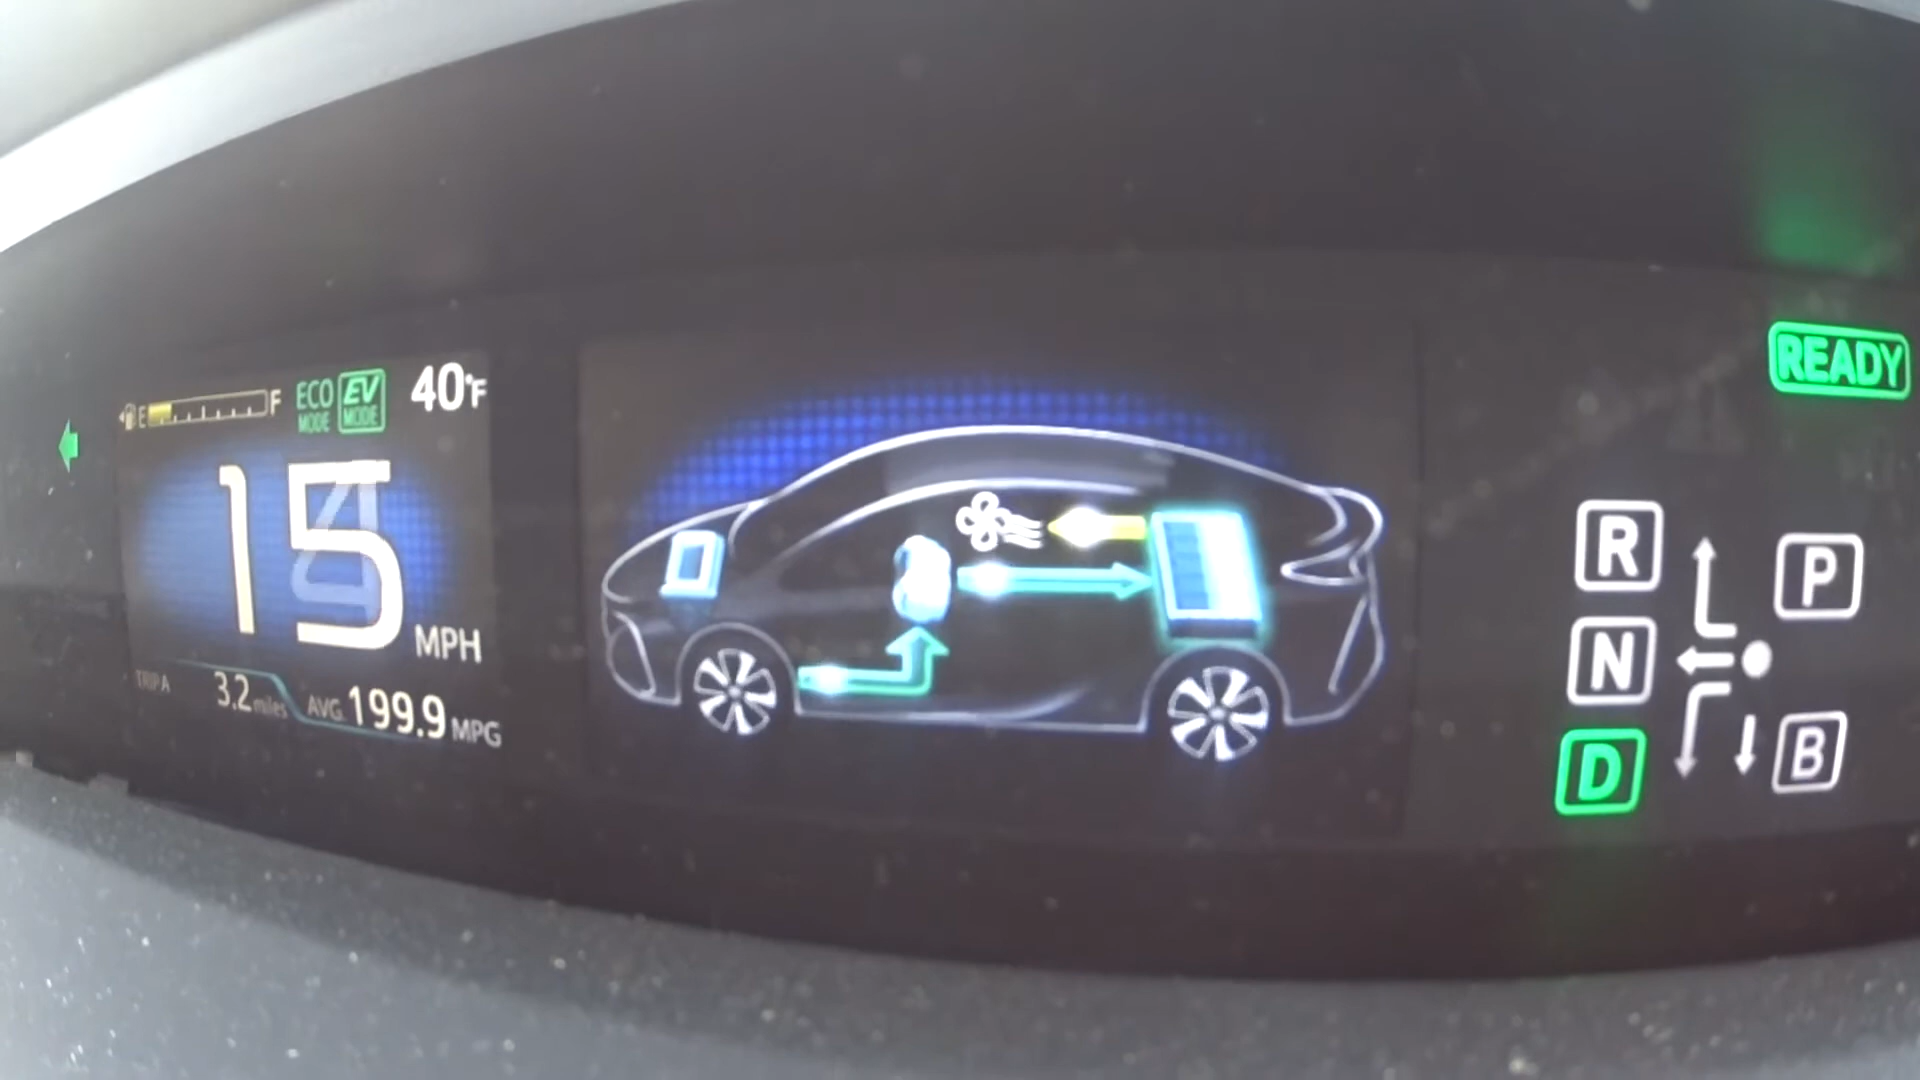 E F ECO MODE EV MODE 40°F
15 MPH
TRIP A 3.2 miles AVG. 199.9 MPG
READY
R
P
N
D
B